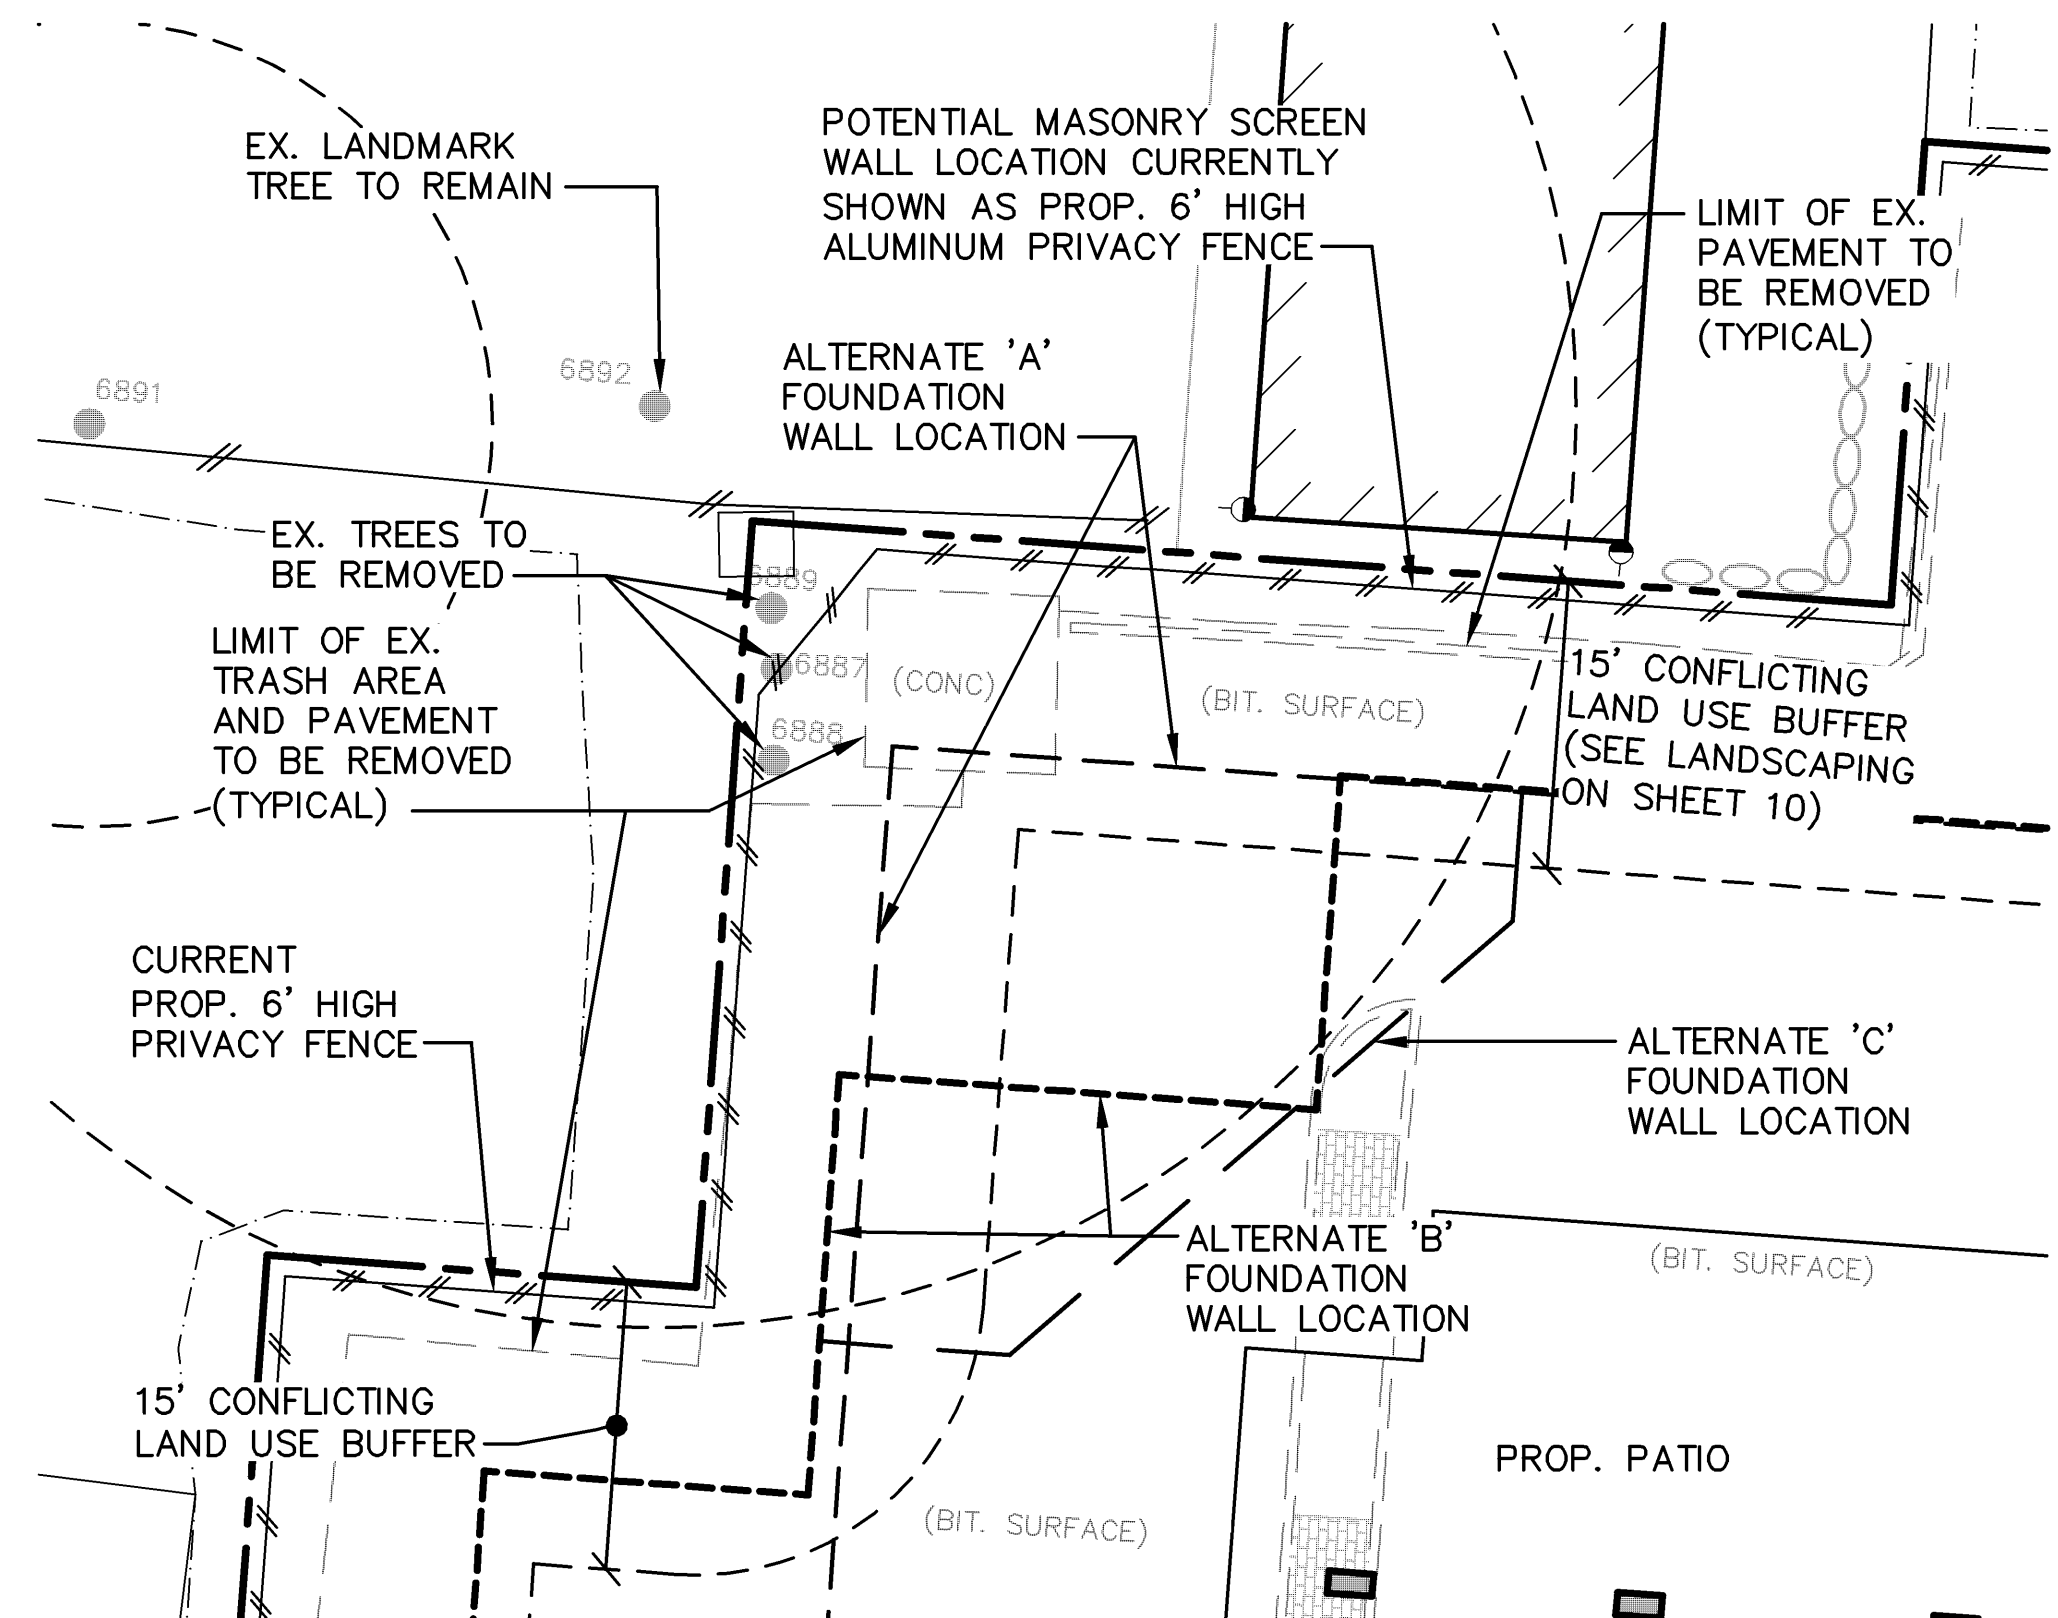 EX. LANDMARK
TREE TO REMAIN
POTENTIAL MASONRY SCREEN
WALL LOCATION CURRENTLY
SHOWN AS PROP. 6' HIGH
ALUMINUM PRIVACY FENCE
LIMIT OF EX.
PAVEMENT TO
BE REMOVED
(TYPICAL)
ALTERNATE 'A'
FOUNDATION
WALL LOCATION
6891
6892
EX. TREES TO
BE REMOVED
6889
6887
6888
(CONC)
(BIT. SURFACE)
LIMIT OF EX.
TRASH AREA
AND PAVEMENT
TO BE REMOVED
(TYPICAL)
15' CONFLICTING
LAND USE BUFFER
(SEE LANDSCAPING
ON SHEET 10)
CURRENT
PROP. 6' HIGH
PRIVACY FENCE
ALTERNATE 'C'
FOUNDATION
WALL LOCATION
ALTERNATE 'B'
FOUNDATION
WALL LOCATION
(BIT. SURFACE)
15' CONFLICTING
LAND USE BUFFER
PROP. PATIO
(BIT. SURFACE)